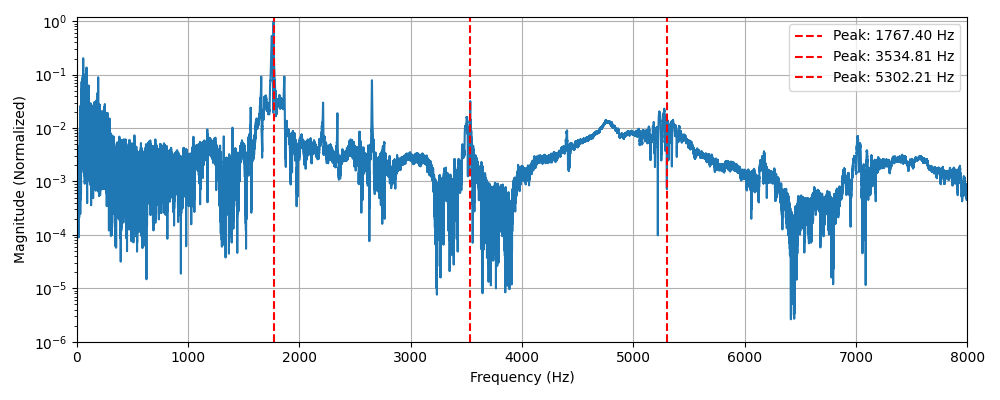 Magnitude (Normalized)
10⁰
10⁻¹
10⁻²
10⁻³
10⁻⁴
10⁻⁵
10⁻⁶
Peak: 1767.40 Hz
Peak: 3534.81 Hz
Peak: 5302.21 Hz
0 1000 2000 3000 4000 5000 6000 7000 8000
Frequency (Hz)